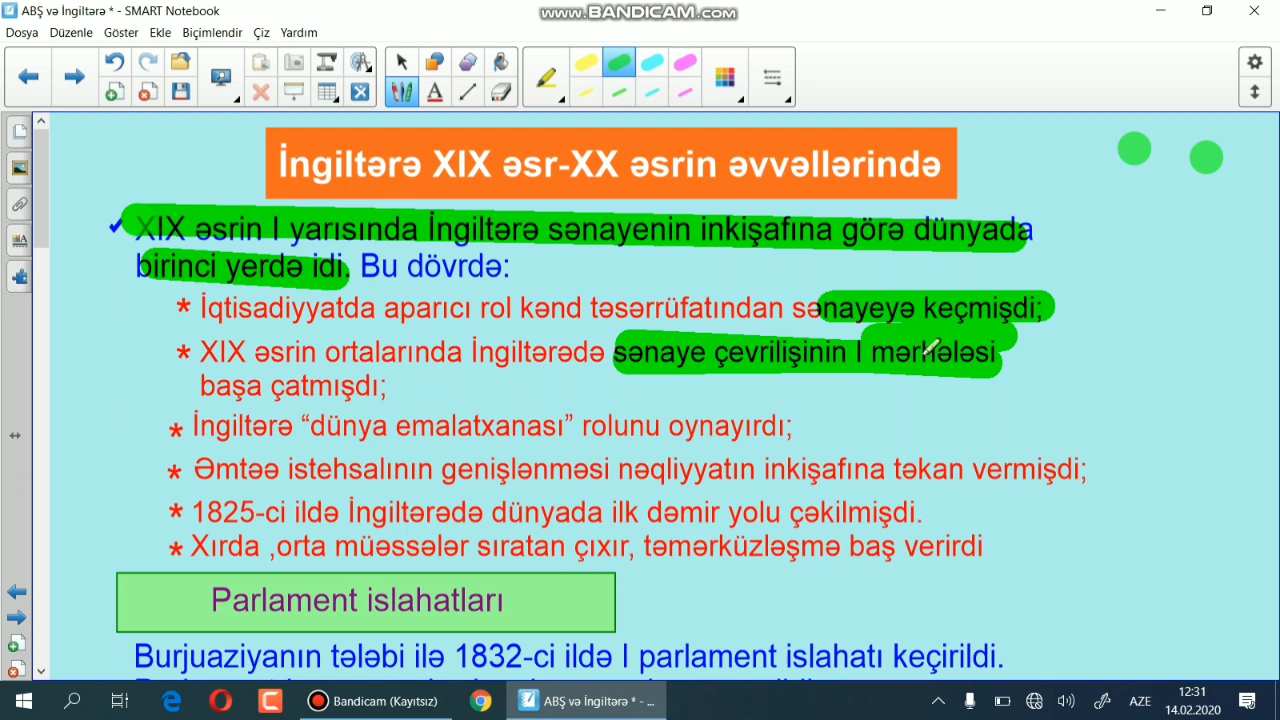 ABŞ və İngiltərə * - SMART Notebook
www.BANDICAM.com
Dosya Düzenle Göster Ekle Biçimlendir Çiz Yardım
İngiltərə XIX əsr-XX əsrin əvvəllərində
XIX əsrin I yarısında İngiltərə sənayenin inkişafına görə dünyada
birinci yerdə idi. Bu dövrdə:
* İqtisadiyyatda aparıcı rol kənd təsərrüfatından sənayeyə keçmişdi;
* XIX əsrin ortalarında İngiltərədə sənaye çevrilişinin I mərhələsi
başa çatmışdı;
* İngiltərə “dünya emalatxanası” rolunu oynayırdı;
* Əmtəə istehsalının genişlənməsi nəqliyyatın inkişafına təkan vermişdi;
* 1825-ci ildə İngiltərədə dünyada ilk dəmir yolu çəkilmişdi.
* Xırda ,orta müəssələr sıratan çıxır, təmərküzləşmə baş verirdi
Parlament islahatları
Burjuaziyanın tələbi ilə 1832-ci ildə I parlament islahatı keçirildi.
Bandicam (Kayıtsız)
ABŞ və İngiltərə * - ...
AZE
12:31
14.02.2020